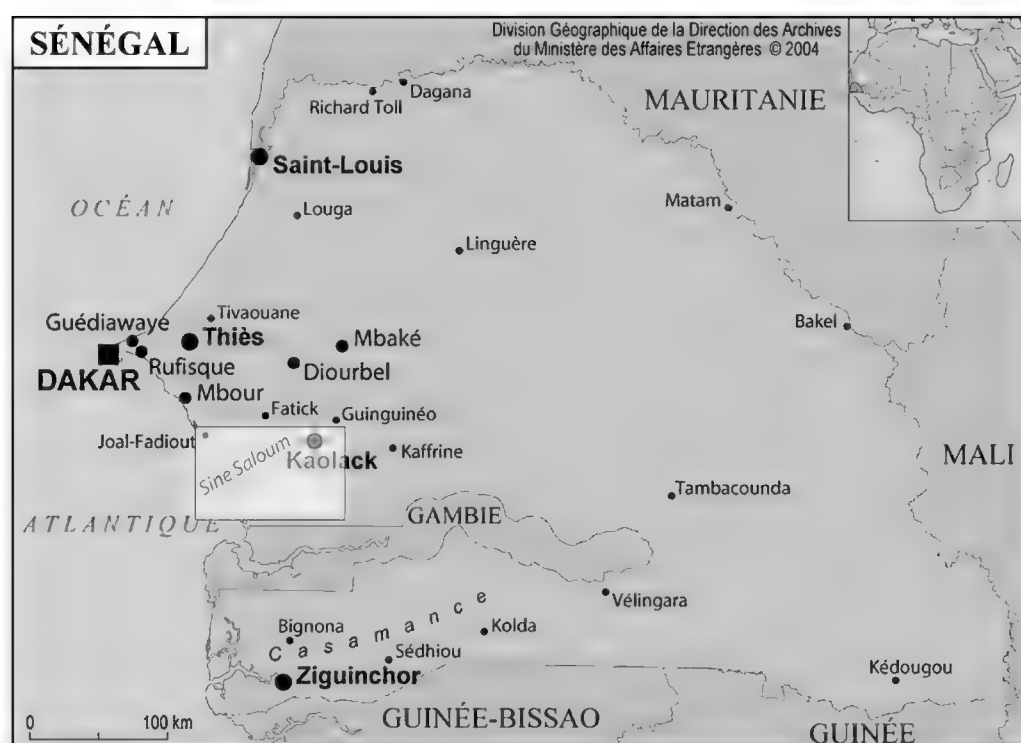 SÉNÉGAL
Division Géographique de la Direction des Archives
du Ministère des Affaires Etrangères © 2004
Dagana
Richard Toll
MAURITANIE
Saint-Louis
Matam
OCÉAN
Louga
Linguère
Tivaouane
Guédiawaye
Bakel
Thiès
Mbaké
Rufisque
DAKAR
Diourbel
Mbour
Fatick
Guinguinéo
Joal-Fadiout
Kaffrine
Sine Saloum
Kaolack
MALI
Tambacounda
GAMBIE
ATLANTIQUE
Vélingara
Casamance
Bignona
Kolda
Sédhiou
Ziguinchor
Kédougou
0 100 km
GUINÉE-BISSAO
GUINÉE